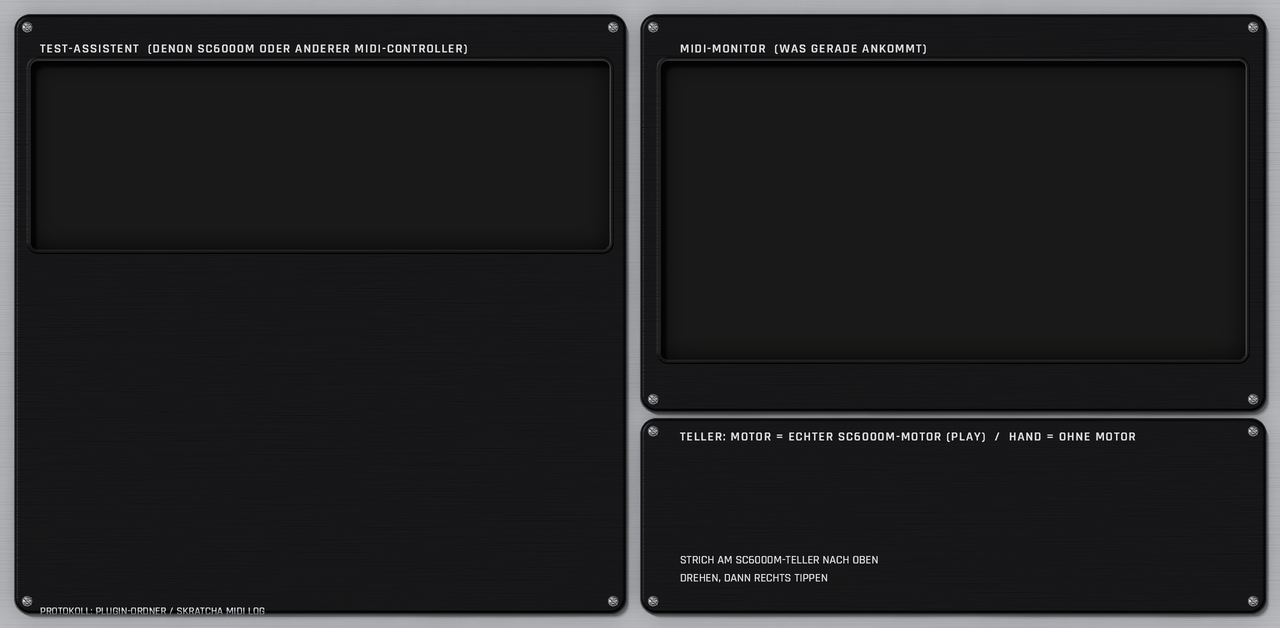 TEST-ASSISTENT (DENON SC6000M ODER ANDERER MIDI-CONTROLLER)
PROTOKOLL: PLUGIN-ORDNER / SKRATCHA MIDI.LOG
MIDI-MONITOR (WAS GERADE ANKOMMT)
TELLER: MOTOR = ECHTER SC6000M-MOTOR (PLAY) / HAND = OHNE MOTOR
STRICH AM SC6000M-TELLER NACH OBEN
DREHEN, DANN RECHTS TIPPEN